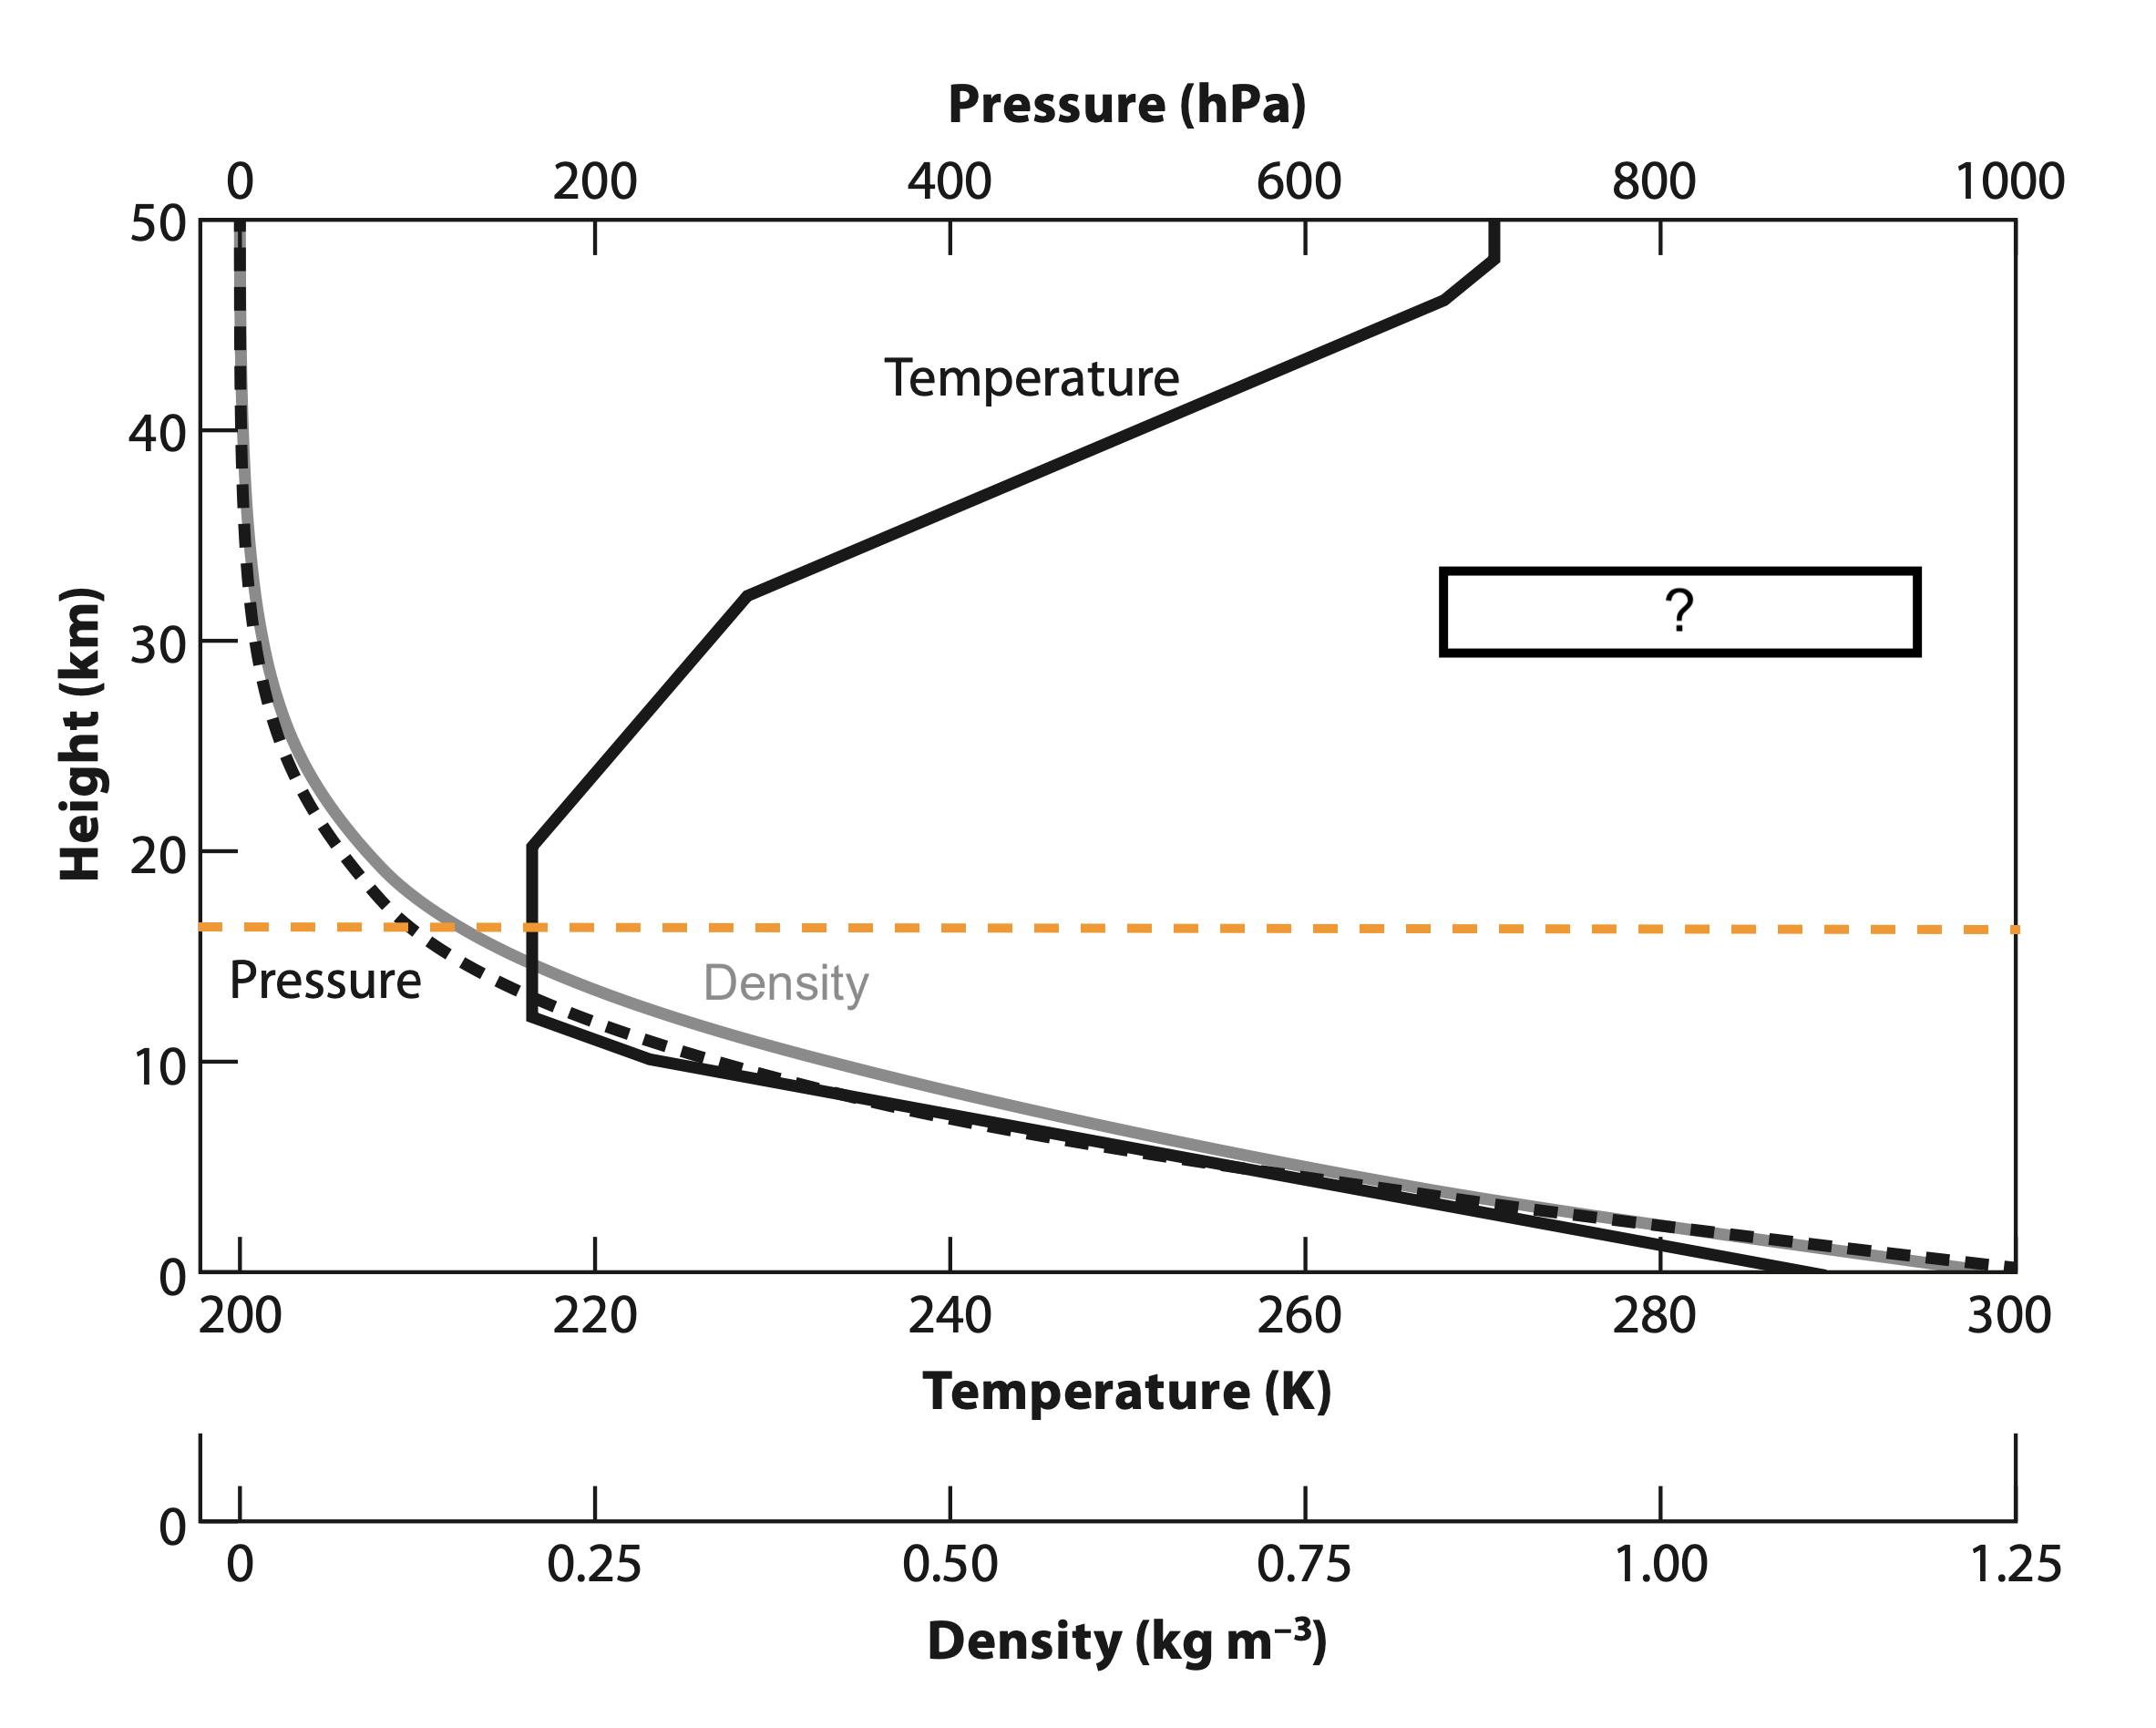 Pressure (hPa)
0 200 400 600 800 1000
50
Temperature
40
?
30
Height (km)
20
Pressure
Density
10
0
200 220 240 260 280 300
Temperature (K)
0
0 0.25 0.50 0.75 1.00 1.25
Density (kg m⁻³)